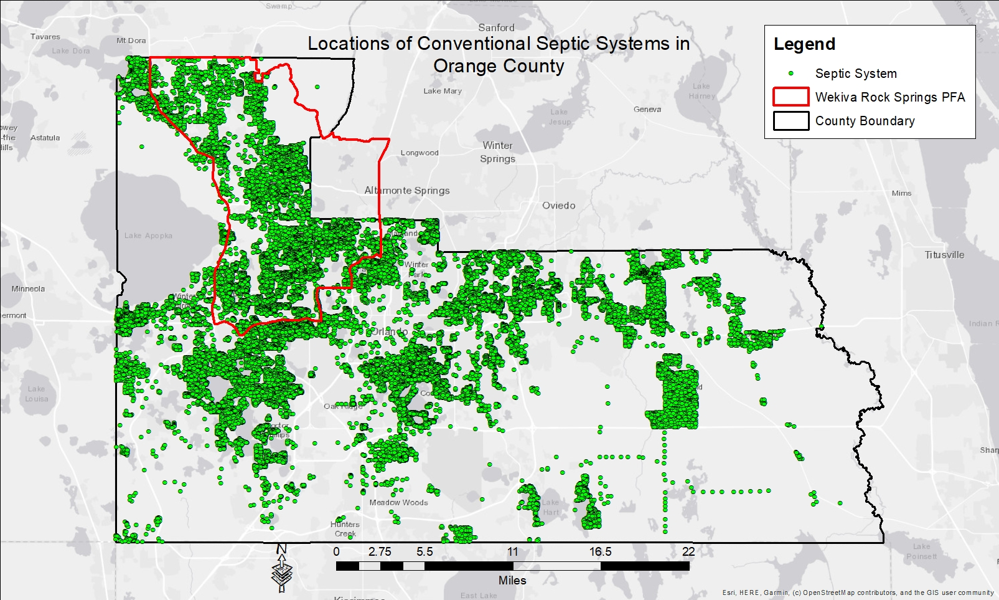 Locations of Conventional Septic Systems in
Orange County
Legend
Septic System
Wekiva Rock Springs PFA
County Boundary
Swamp
Sanford
Tavares
Mt Dora
Lake Dora
Lake Mary
Lake
Harney
Lake
Jesup
Geneva
Astatula
-the
Longwood
Winter
Springs
Altamonte Springs
Mims
Oviedo
Lake Apopka
Titusville
Winter
Park
Minneola
Orlando
Indian R
Lake
Louisa
Oak Ridge
Meadow Woods
Lake
Hart
Hunters
Creek
Lake
Poinsett
N
0 2.75 5.5 11 16.5 22
Miles
East Lake
Esri, HERE, Garmin, (c) OpenStreetMap contributors, and the GIS user community